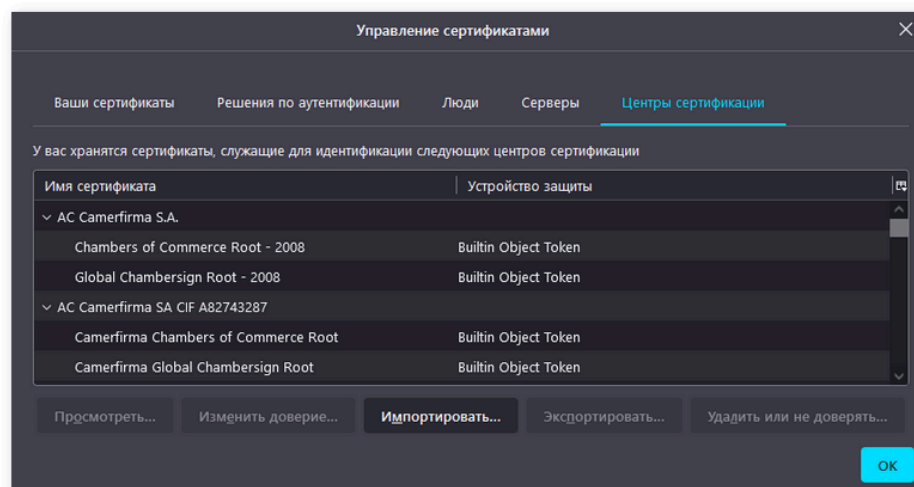 Управление сертификатами
Ваши сертификаты Решения по аутентификации Люди Серверы Центры сертификации
У вас хранятся сертификаты, служащие для идентификации следующих центров сертификации
Имя сертификата Устройство защиты
AC Camerfirma S.A.
Chambers of Commerce Root - 2008 Builtin Object Token
Global Chambersign Root - 2008 Builtin Object Token
AC Camerfirma SA CIF A82743287
Camerfirma Chambers of Commerce Root Builtin Object Token
Camerfirma Global Chambersign Root Builtin Object Token
Просмотреть... Изменить доверие... Импортировать... Экспортировать... Удалить или не доверять...
ОК